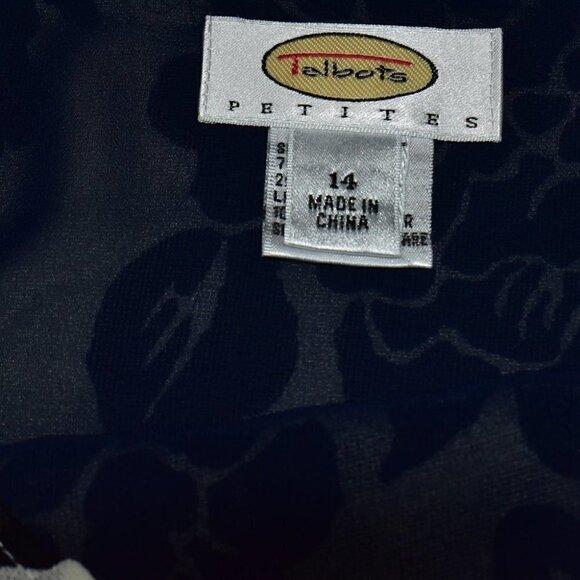 Talbots
PETITES
14
MADE IN
CHINA